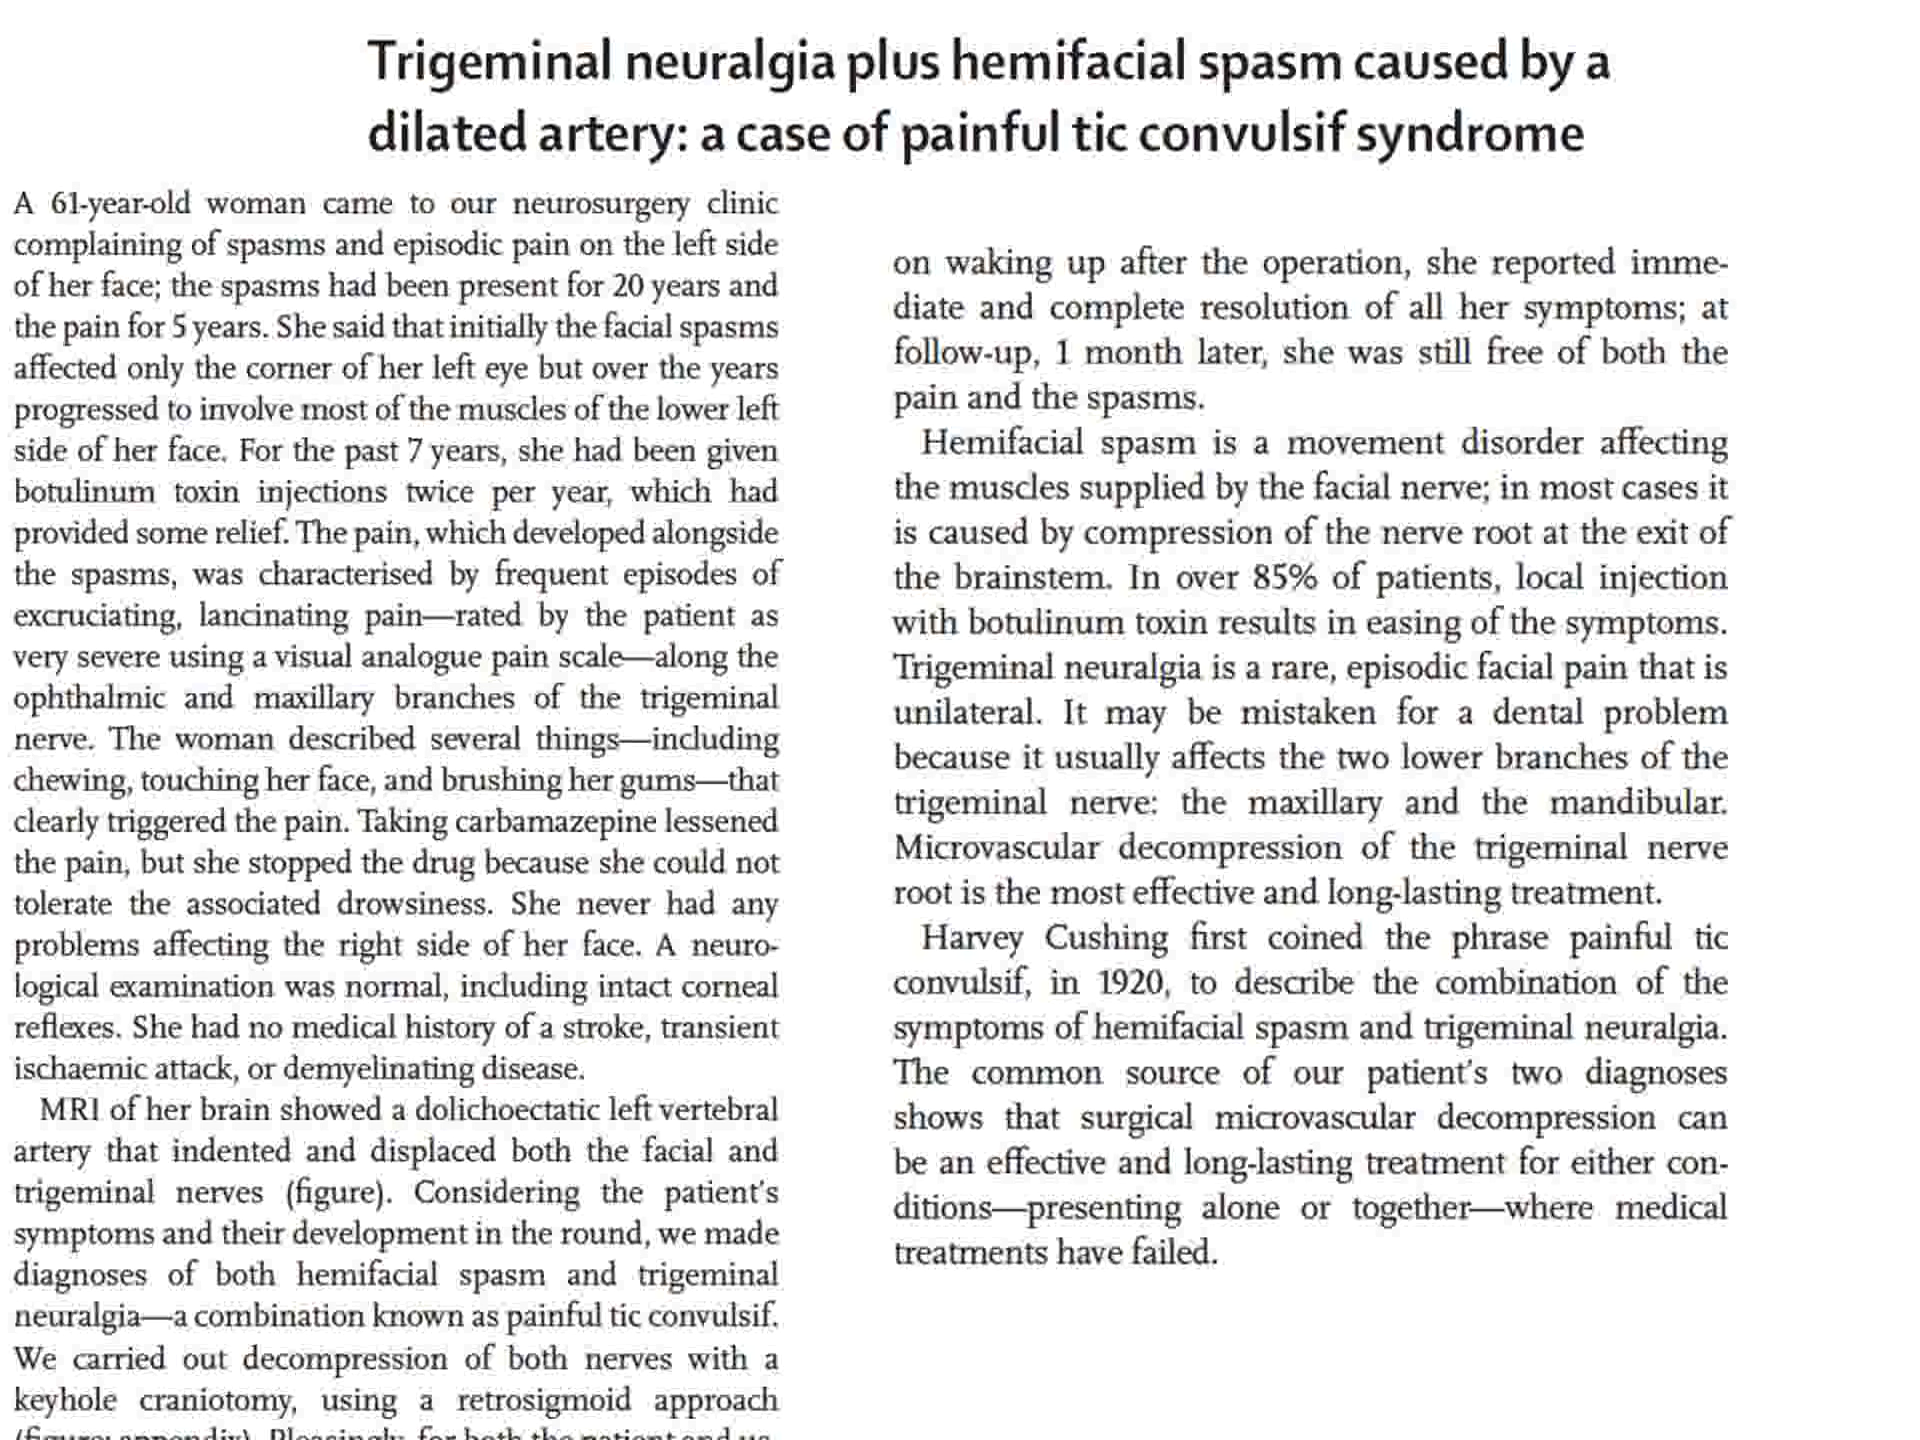 Trigeminal neuralgia plus hemifacial spasm caused by a
dilated artery: a case of painful tic convulsif syndrome
A 61-year-old woman came to our neurosurgery clinic
complaining of spasms and episodic pain on the left side
of her face; the spasms had been present for 20 years and
the pain for 5 years. She said that initially the facial spasms
affected only the corner of her left eye but over the years
progressed to involve most of the muscles of the lower left
side of her face. For the past 7 years, she had been given
botulinum toxin injections twice per year, which had
provided some relief. The pain, which developed alongside
the spasms, was characterised by frequent episodes of
excruciating, lancinating pain—rated by the patient as
very severe using a visual analogue pain scale—along the
ophthalmic and maxillary branches of the trigeminal
nerve. The woman described several things—including
chewing, touching her face, and brushing her gums—that
clearly triggered the pain. Taking carbamazepine lessened
the pain, but she stopped the drug because she could not
tolerate the associated drowsiness. She never had any
problems affecting the right side of her face. A neuro-
logical examination was normal, including intact corneal
reflexes. She had no medical history of a stroke, transient
ischaemic attack, or demyelinating disease.
MRI of her brain showed a dolichoectatic left vertebral
artery that indented and displaced both the facial and
trigeminal nerves (figure). Considering the patient's
symptoms and their development in the round, we made
diagnoses of both hemifacial spasm and trigeminal
neuralgia—a combination known as painful tic convulsif.
We carried out decompression of both nerves with a
keyhole craniotomy, using a retrosigmoid approach
(figure; appendix). Pleasingly, for both the patient and us,
on waking up after the operation, she reported imme-
diate and complete resolution of all her symptoms; at
follow-up, 1 month later, she was still free of both the
pain and the spasms.
Hemifacial spasm is a movement disorder affecting
the muscles supplied by the facial nerve; in most cases it
is caused by compression of the nerve root at the exit of
the brainstem. In over 85% of patients, local injection
with botulinum toxin results in easing of the symptoms.
Trigeminal neuralgia is a rare, episodic facial pain that is
unilateral. It may be mistaken for a dental problem
because it usually affects the two lower branches of the
trigeminal nerve: the maxillary and the mandibular.
Microvascular decompression of the trigeminal nerve
root is the most effective and long-lasting treatment.
Harvey Cushing first coined the phrase painful tic
convulsif, in 1920, to describe the combination of the
symptoms of hemifacial spasm and trigeminal neuralgia.
The common source of our patient's two diagnoses
shows that surgical microvascular decompression can
be an effective and long-lasting treatment for either con-
ditions—presenting alone or together—where medical
treatments have failed.